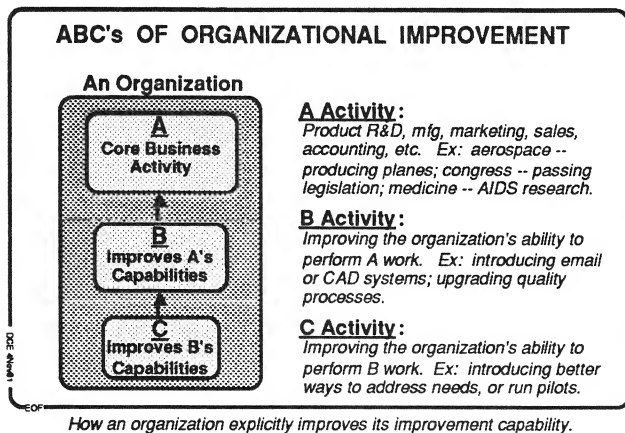 ABC's OF ORGANIZATIONAL IMPROVEMENT
An Organization
A
Core Business
Activity
B
Improves A's
Capabilities
C
Improves B's
Capabilities
A Activity:
Product R&D, mfg, marketing, sales,
accounting, etc. Ex: aerospace --
producing planes; congress -- passing
legislation; medicine -- AIDS research.
B Activity:
Improving the organization's ability to
perform A work. Ex: introducing email
or CAD systems; upgrading quality
processes.
C Activity:
Improving the organization's ability to
perform B work. Ex: introducing better
ways to address needs, or run pilots.
DCE
EOF
How an organization explicitly improves its improvement capability.